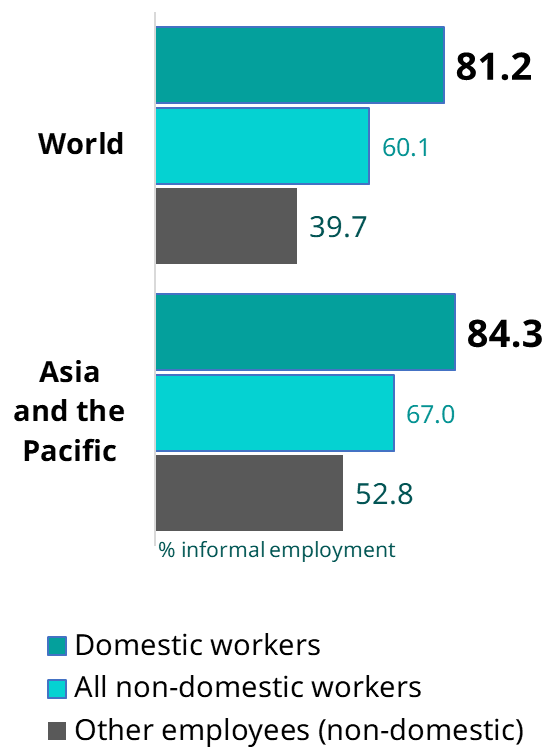 81.2
World
60.1
39.7
84.3
Asia
and the
Pacific
67.0
52.8
% informal employment
Domestic workers
All non-domestic workers
Other employees (non-domestic)